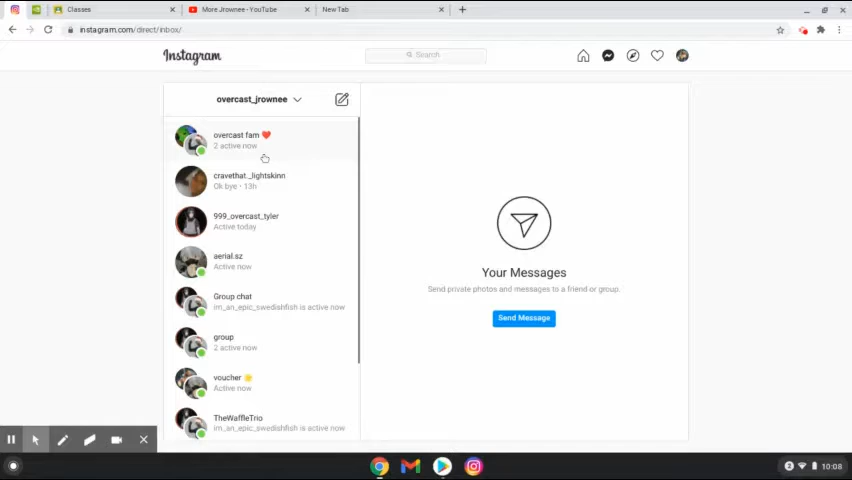 Classes
More Jrownee - YouTube
New Tab
instagram.com/direct/inbox/
Instagram
Search
overcast_jrownee
overcast fam ❤️
2 active now
cravethat._lightskinn
Ok bye · 13h
999_overcast_tyler
Active today
aerial.sz
Active now
Group chat
im_an_epic_swedishfish is active now
group
2 active now
voucher 🌟
Active now
TheWaffleTrio
im_an_epic_swedishfish is active now
Your Messages
Send private photos and messages to a friend or group.
Send Message
2
10:08